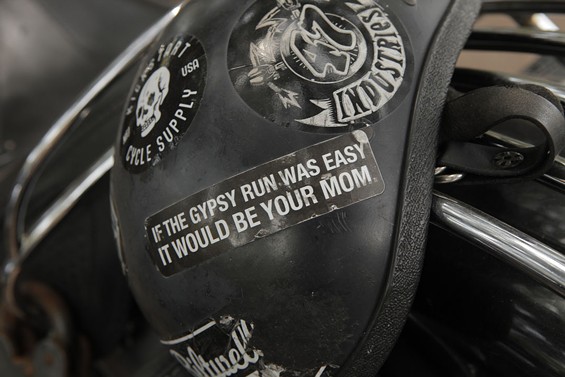 USA
CYCLE SUPPLY
INDUSTRIES
IF THE GYPSY RUN WAS EASY
IT WOULD BE YOUR MOM